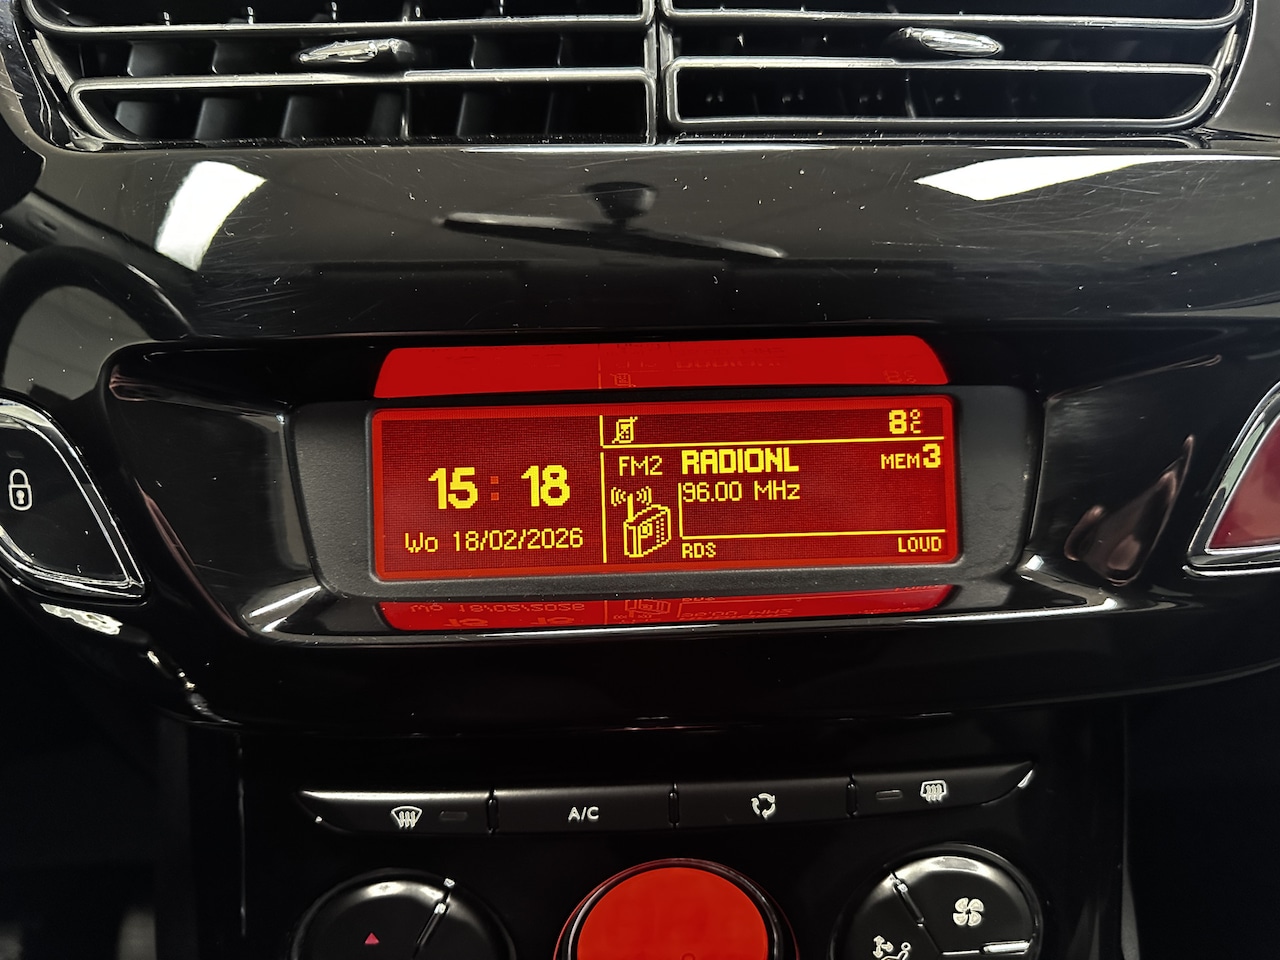 8°C
FM2 RADIONL MEM3
15:18
96.00 MHz
Wo 18/02/2026
RDS LOUD
A/C